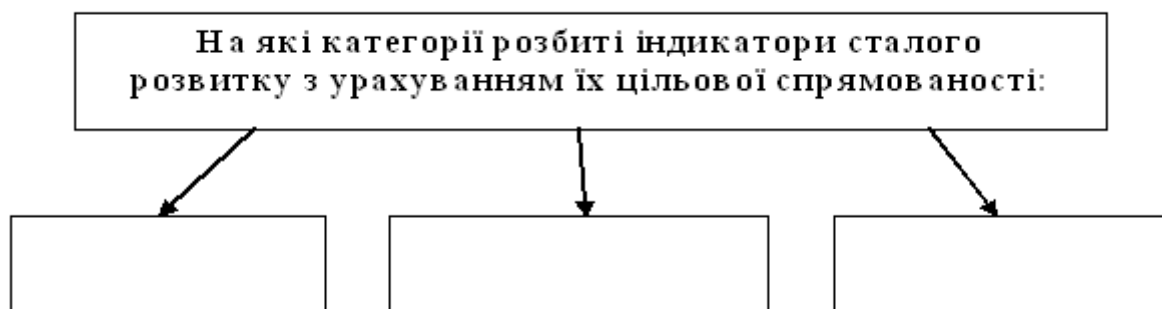 На які категорії розбиті індикатори сталого
розвитку з урахуванням їх цільової спрямованості: